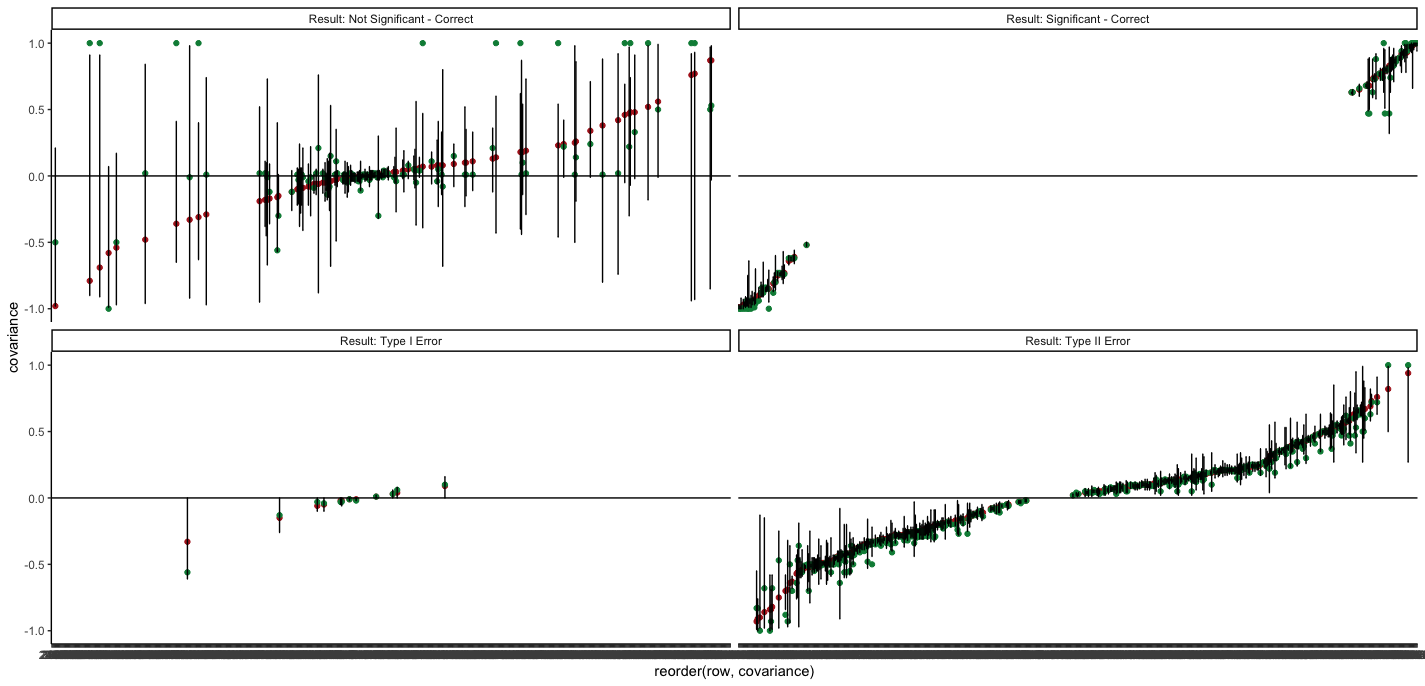 Result: Not Significant - Correct
Result: Significant - Correct
1.0
0.5
0.0
-0.5
-1.0
covariance
Result: Type I Error
Result: Type II Error
1.0
0.5
0.0
-0.5
-1.0
reorder(row, covariance)